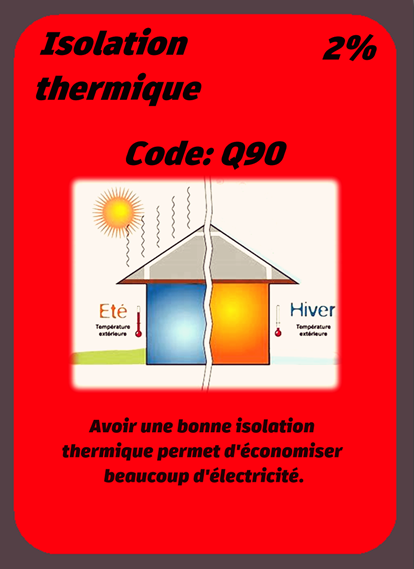 Isolation
thermique
2%
Code: Q90
Eté
Température
extérieure
Hiver
Température
extérieure
Avoir une bonne isolation
thermique permet d'économiser
beaucoup d'électricité.